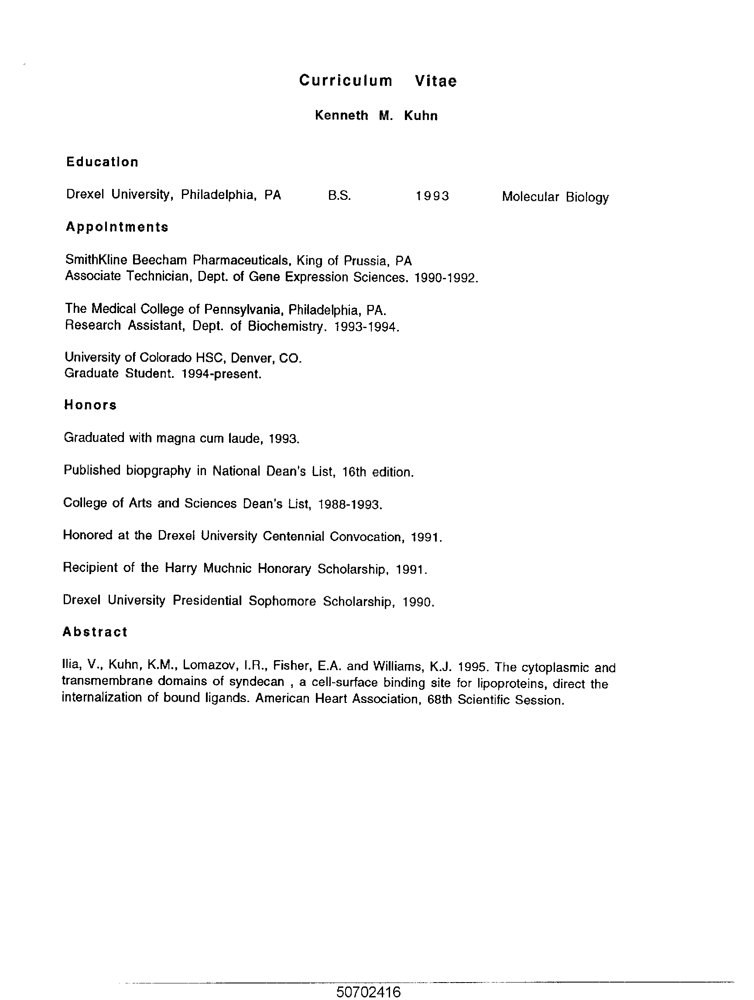 Curriculum Vitae
Kenneth M. Kuhn
Education
Drexel University, Philadelphia, PA B.S. 1993 Molecular Biology
Appointments
SmithKline Beecham Pharmaceuticals, King of Prussia, PA
Associate Technician, Dept. of Gene Expression Sciences. 1990-1992.
The Medical College of Pennsylvania, Philadelphia, PA.
Research Assistant, Dept. of Biochemistry. 1993-1994.
University of Colorado HSC, Denver, CO.
Graduate Student. 1994-present.
Honors
Graduated with magna cum laude, 1993.
Published biopgraphy in National Dean's List, 16th edition.
College of Arts and Sciences Dean's List, 1988-1993.
Honored at the Drexel University Centennial Convocation, 1991.
Recipient of the Harry Muchnic Honorary Scholarship, 1991.
Drexel University Presidential Sophomore Scholarship, 1990.
Abstract
Ilia, V., Kuhn, K.M., Lomazov, I.R., Fisher, E.A. and Williams, K.J. 1995. The cytoplasmic and
transmembrane domains of syndecan , a cell-surface binding site for lipoproteins, direct the
internalization of bound ligands. American Heart Association, 68th Scientific Session.
50702416